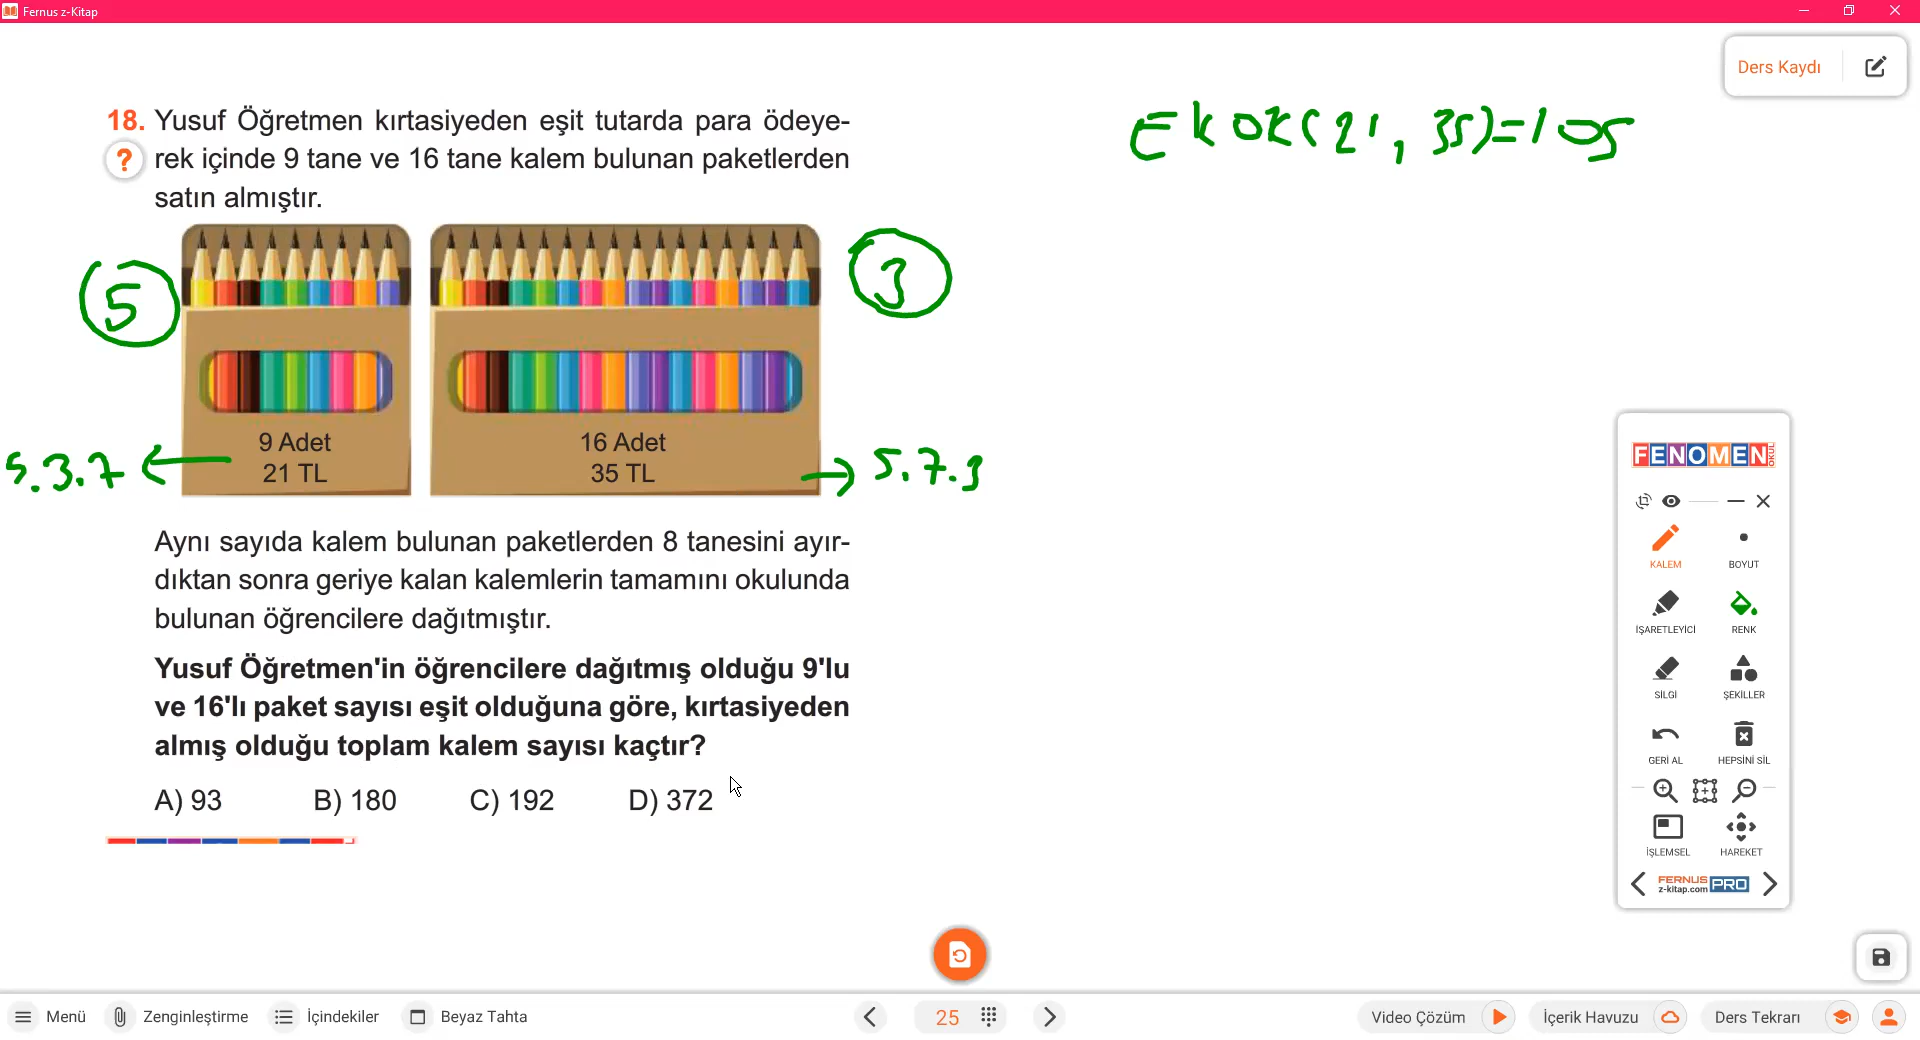 Fernus z-Kitap
Ders Kaydı
18. Yusuf Öğretmen kırtasiyeden eşit tutarda para ödeye-
? rek içinde 9 tane ve 16 tane kalem bulunan paketlerden
satın almıştır.
EKOK(21, 35)=105
5
3
9 Adet
21 TL
16 Adet
35 TL
5.3.7
5.7.3
Aynı sayıda kalem bulunan paketlerden 8 tanesini ayır-
dıktan sonra geriye kalan kalemlerin tamamını okulunda
bulunan öğrencilere dağıtmıştır.
Yusuf Öğretmen'in öğrencilere dağıtmış olduğu 9'lu
ve 16'lı paket sayısı eşit olduğuna göre, kırtasiyeden
almış olduğu toplam kalem sayısı kaçtır?
A) 93 B) 180 C) 192 D) 372
FENOMEN OKUL
KALEM BOYUT
İŞARETLEYİCİ RENK
SİLGİ ŞEKİLLER
GERİ AL HEPSİNİ SİL
İŞLEMSEL HAREKET
FERNUS z-kitap.com PRO
Menü Zenginleştirme İçindekiler Beyaz Tahta 25 Video Çözüm İçerik Havuzu Ders Tekrarı